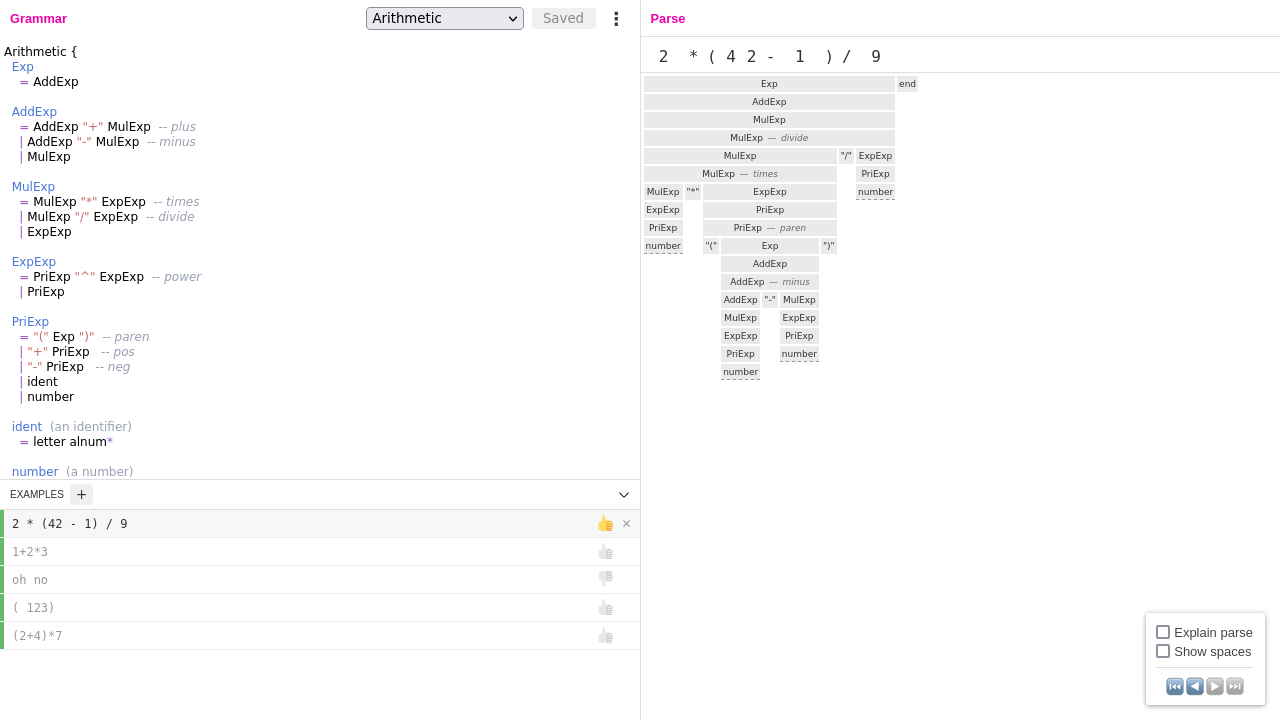 Grammar
Arithmetic
Saved
Arithmetic {
Exp
= AddExp
AddExp
= AddExp "+" MulExp -- plus
| AddExp "-" MulExp -- minus
| MulExp
MulExp
= MulExp "*" ExpExp -- times
| MulExp "/" ExpExp -- divide
| ExpExp
ExpExp
= PriExp "^" ExpExp -- power
| PriExp
PriExp
= "(" Exp ")" -- paren
| "+" PriExp -- pos
| "-" PriExp -- neg
| ident
| number
ident (an identifier)
= letter alnum*
number (a number)
EXAMPLES +
2 * (42 - 1) / 9
1+2*3
oh no
( 123)
(2+4)*7
Parse
2 * ( 4 2 - 1 ) / 9
Exp end
AddExp
MulExp
MulExp — divide
MulExp "/" ExpExp
MulExp — times PriExp
MulExp "*" ExpExp number
ExpExp PriExp
PriExp PriExp — paren
number "(" Exp ")"
AddExp
AddExp — minus
AddExp "-" MulExp
MulExp ExpExp
ExpExp PriExp
PriExp number
number
Explain parse
Show spaces